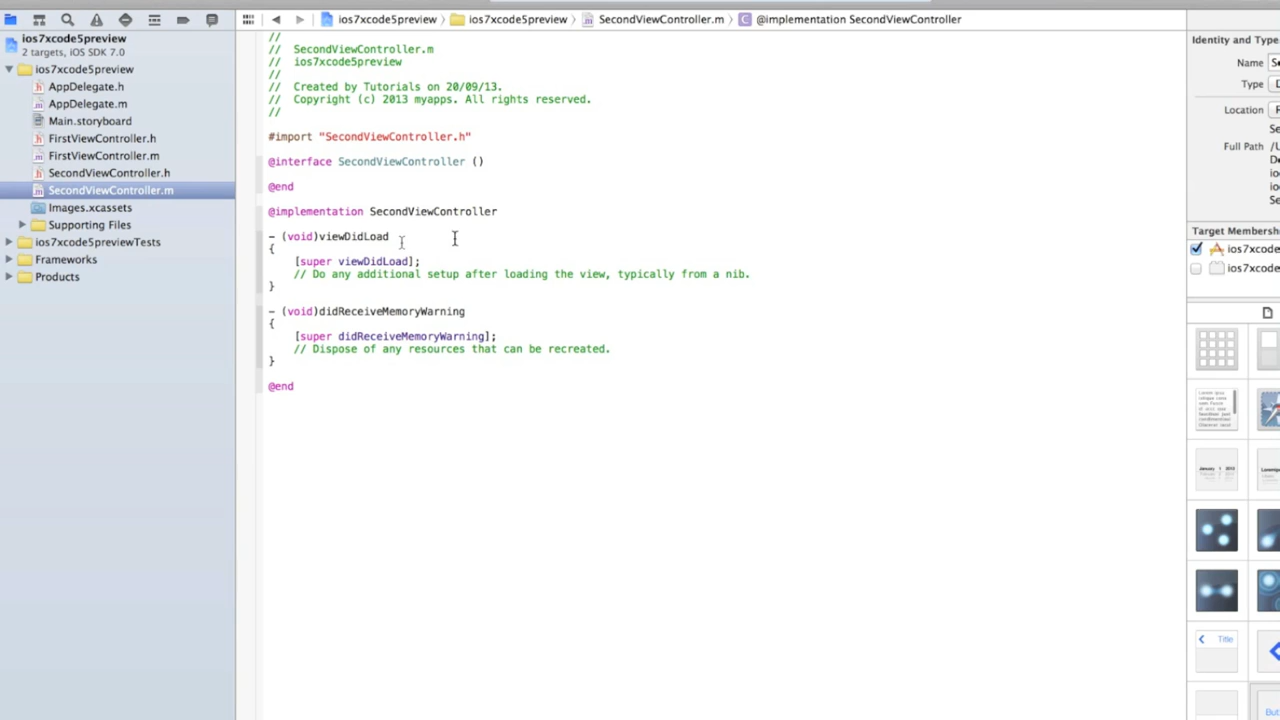 ios7xcode5preview
ios7xcode5preview
SecondViewController.m
@implementation SecondViewController
ios7xcode5preview
2 targets, iOS SDK 7.0
ios7xcode5preview
AppDelegate.h
AppDelegate.m
Main.storyboard
FirstViewController.h
FirstViewController.m
SecondViewController.h
SecondViewController.m
Images.xcassets
Supporting Files
ios7xcode5previewTests
Frameworks
Products
//
//  SecondViewController.m
//  ios7xcode5preview
//
//  Created by Tutorials on 20/09/13.
//  Copyright (c) 2013 myapps. All rights reserved.
//
#import "SecondViewController.h"
@interface SecondViewController ()
@end
@implementation SecondViewController
- (void)viewDidLoad
{
[super viewDidLoad];
// Do any additional setup after loading the view, typically from a nib.
}
- (void)didReceiveMemoryWarning
{
[super didReceiveMemoryWarning];
// Dispose of any resources that can be recreated.
}
@end
Identity and Type
Name
Type
Location
Full Path
Target Membersh
ios7xcode
ios7xcode
Title